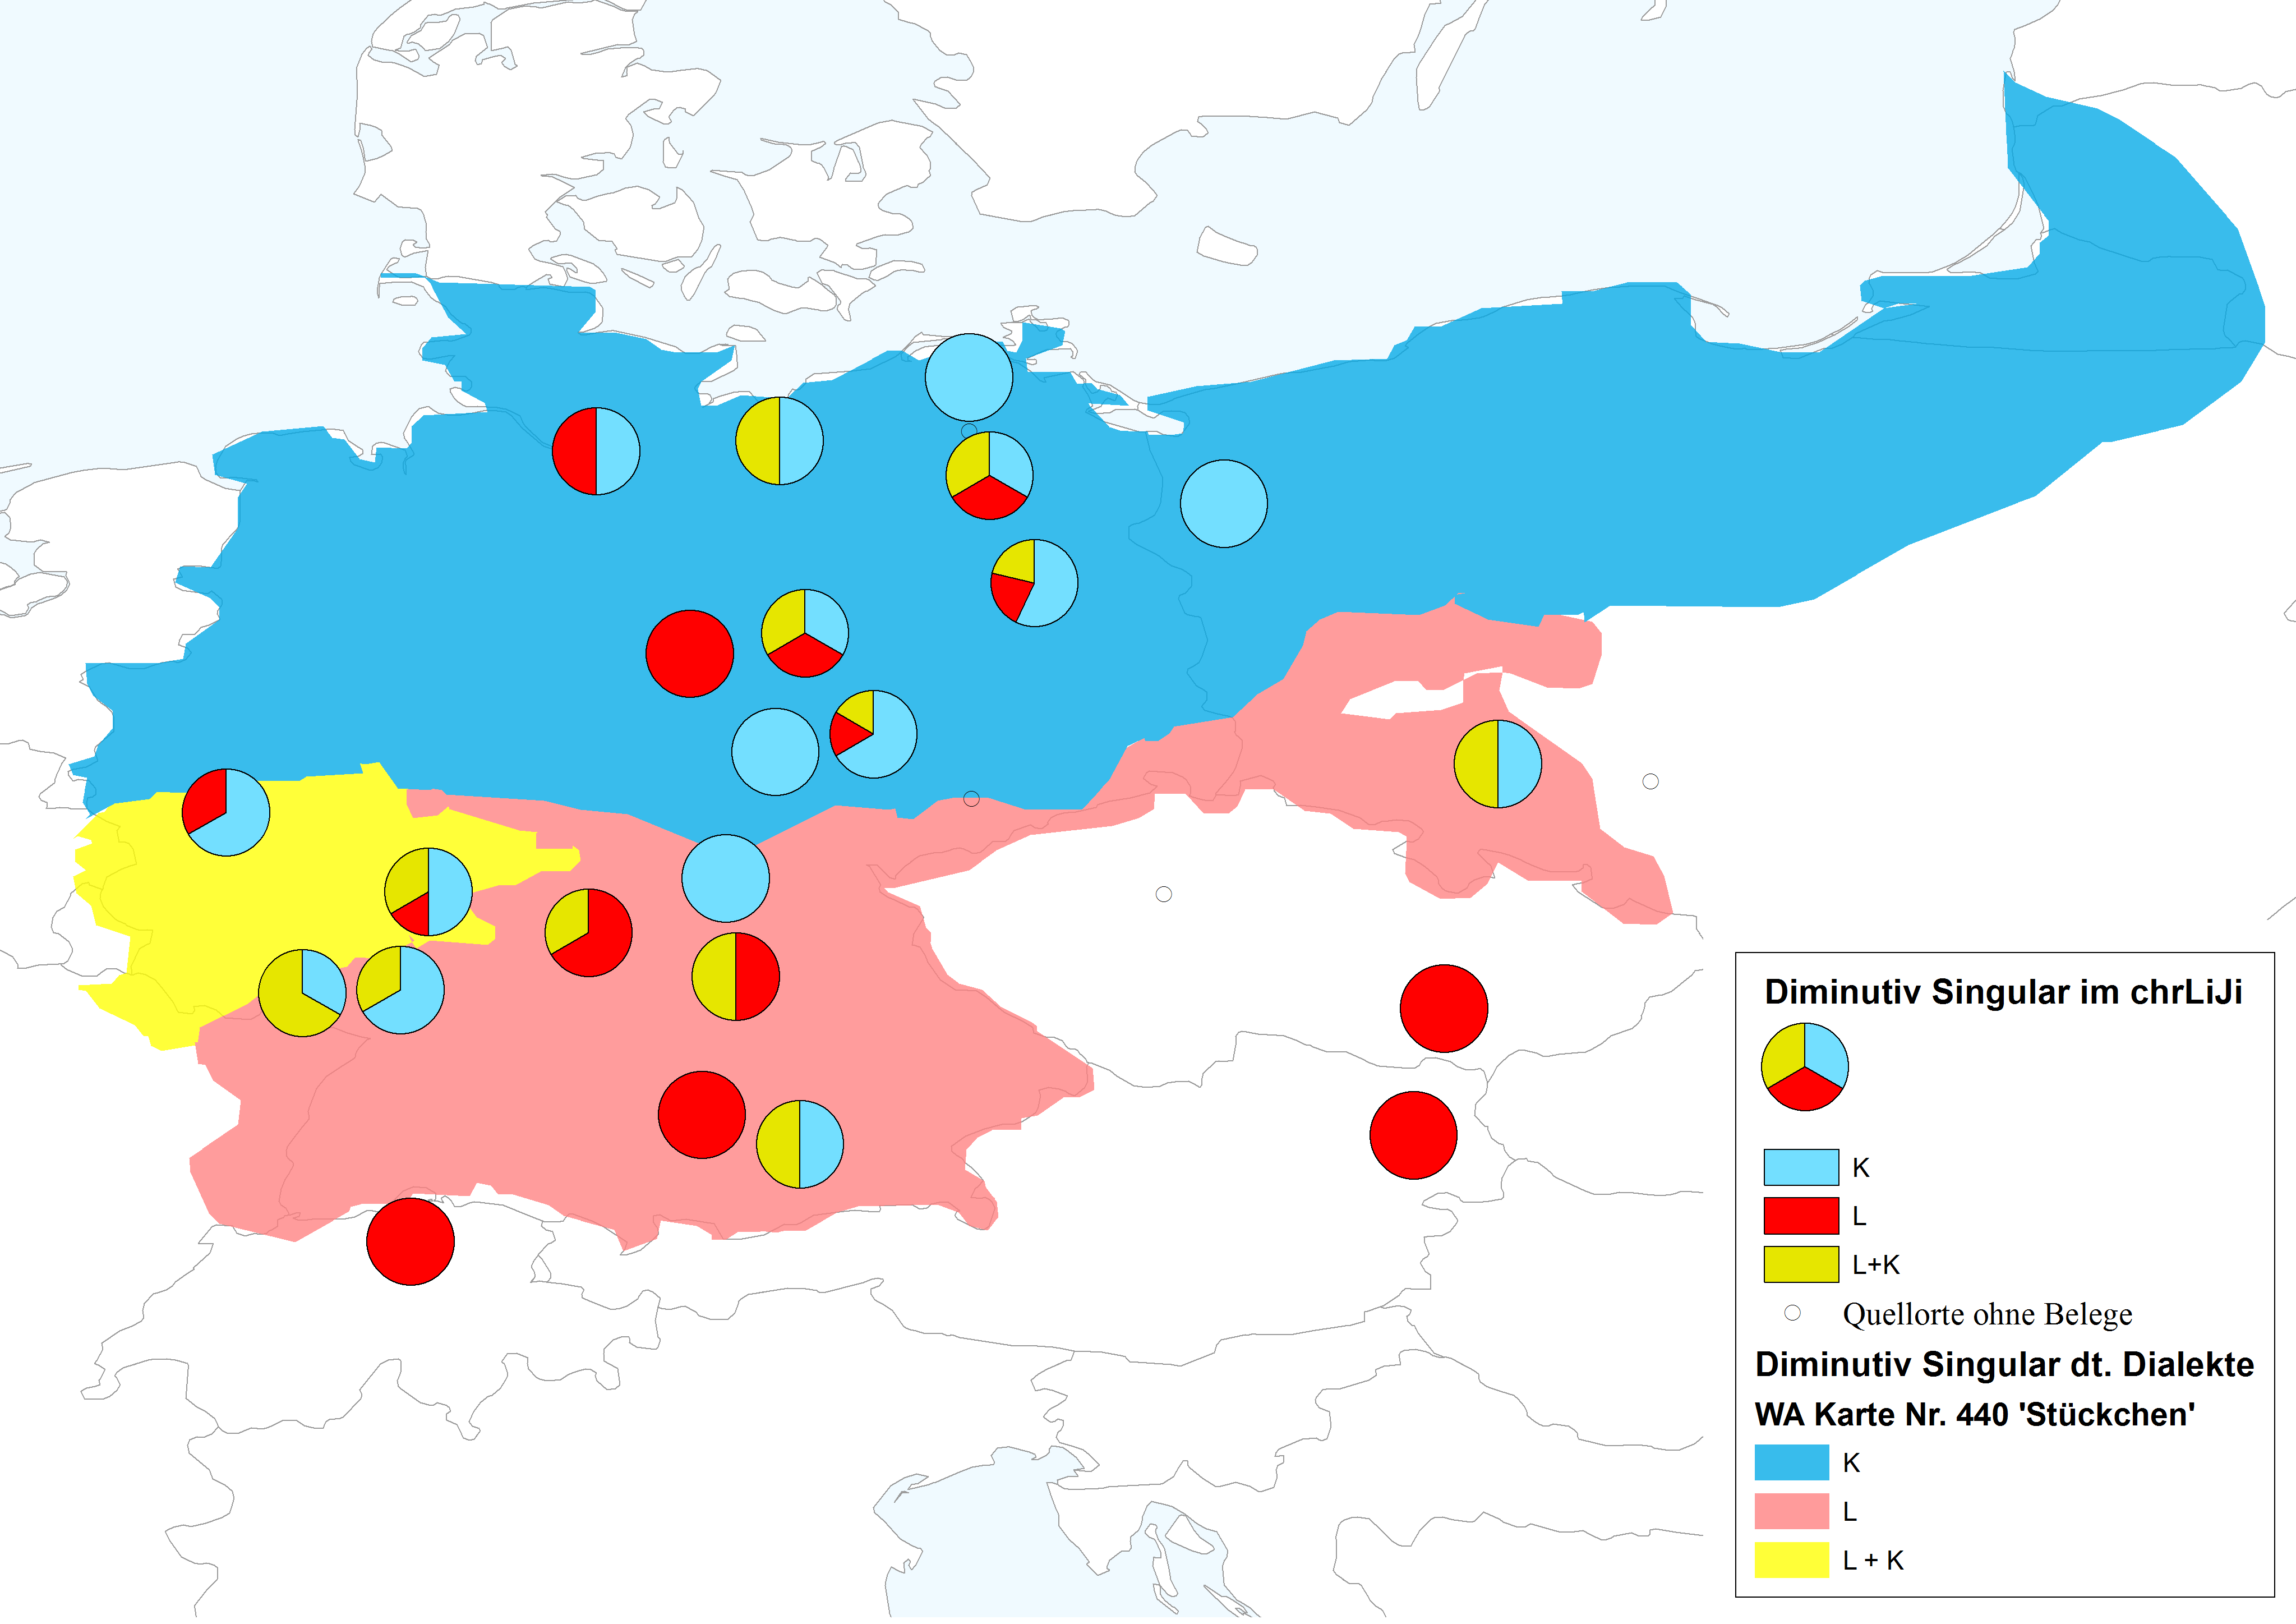 Diminutiv Singular im chrLiJi
K
L
L+K
Quellorte ohne Belege
Diminutiv Singular dt. Dialekte
WA Karte Nr. 440 'Stückchen'
K
L
L + K